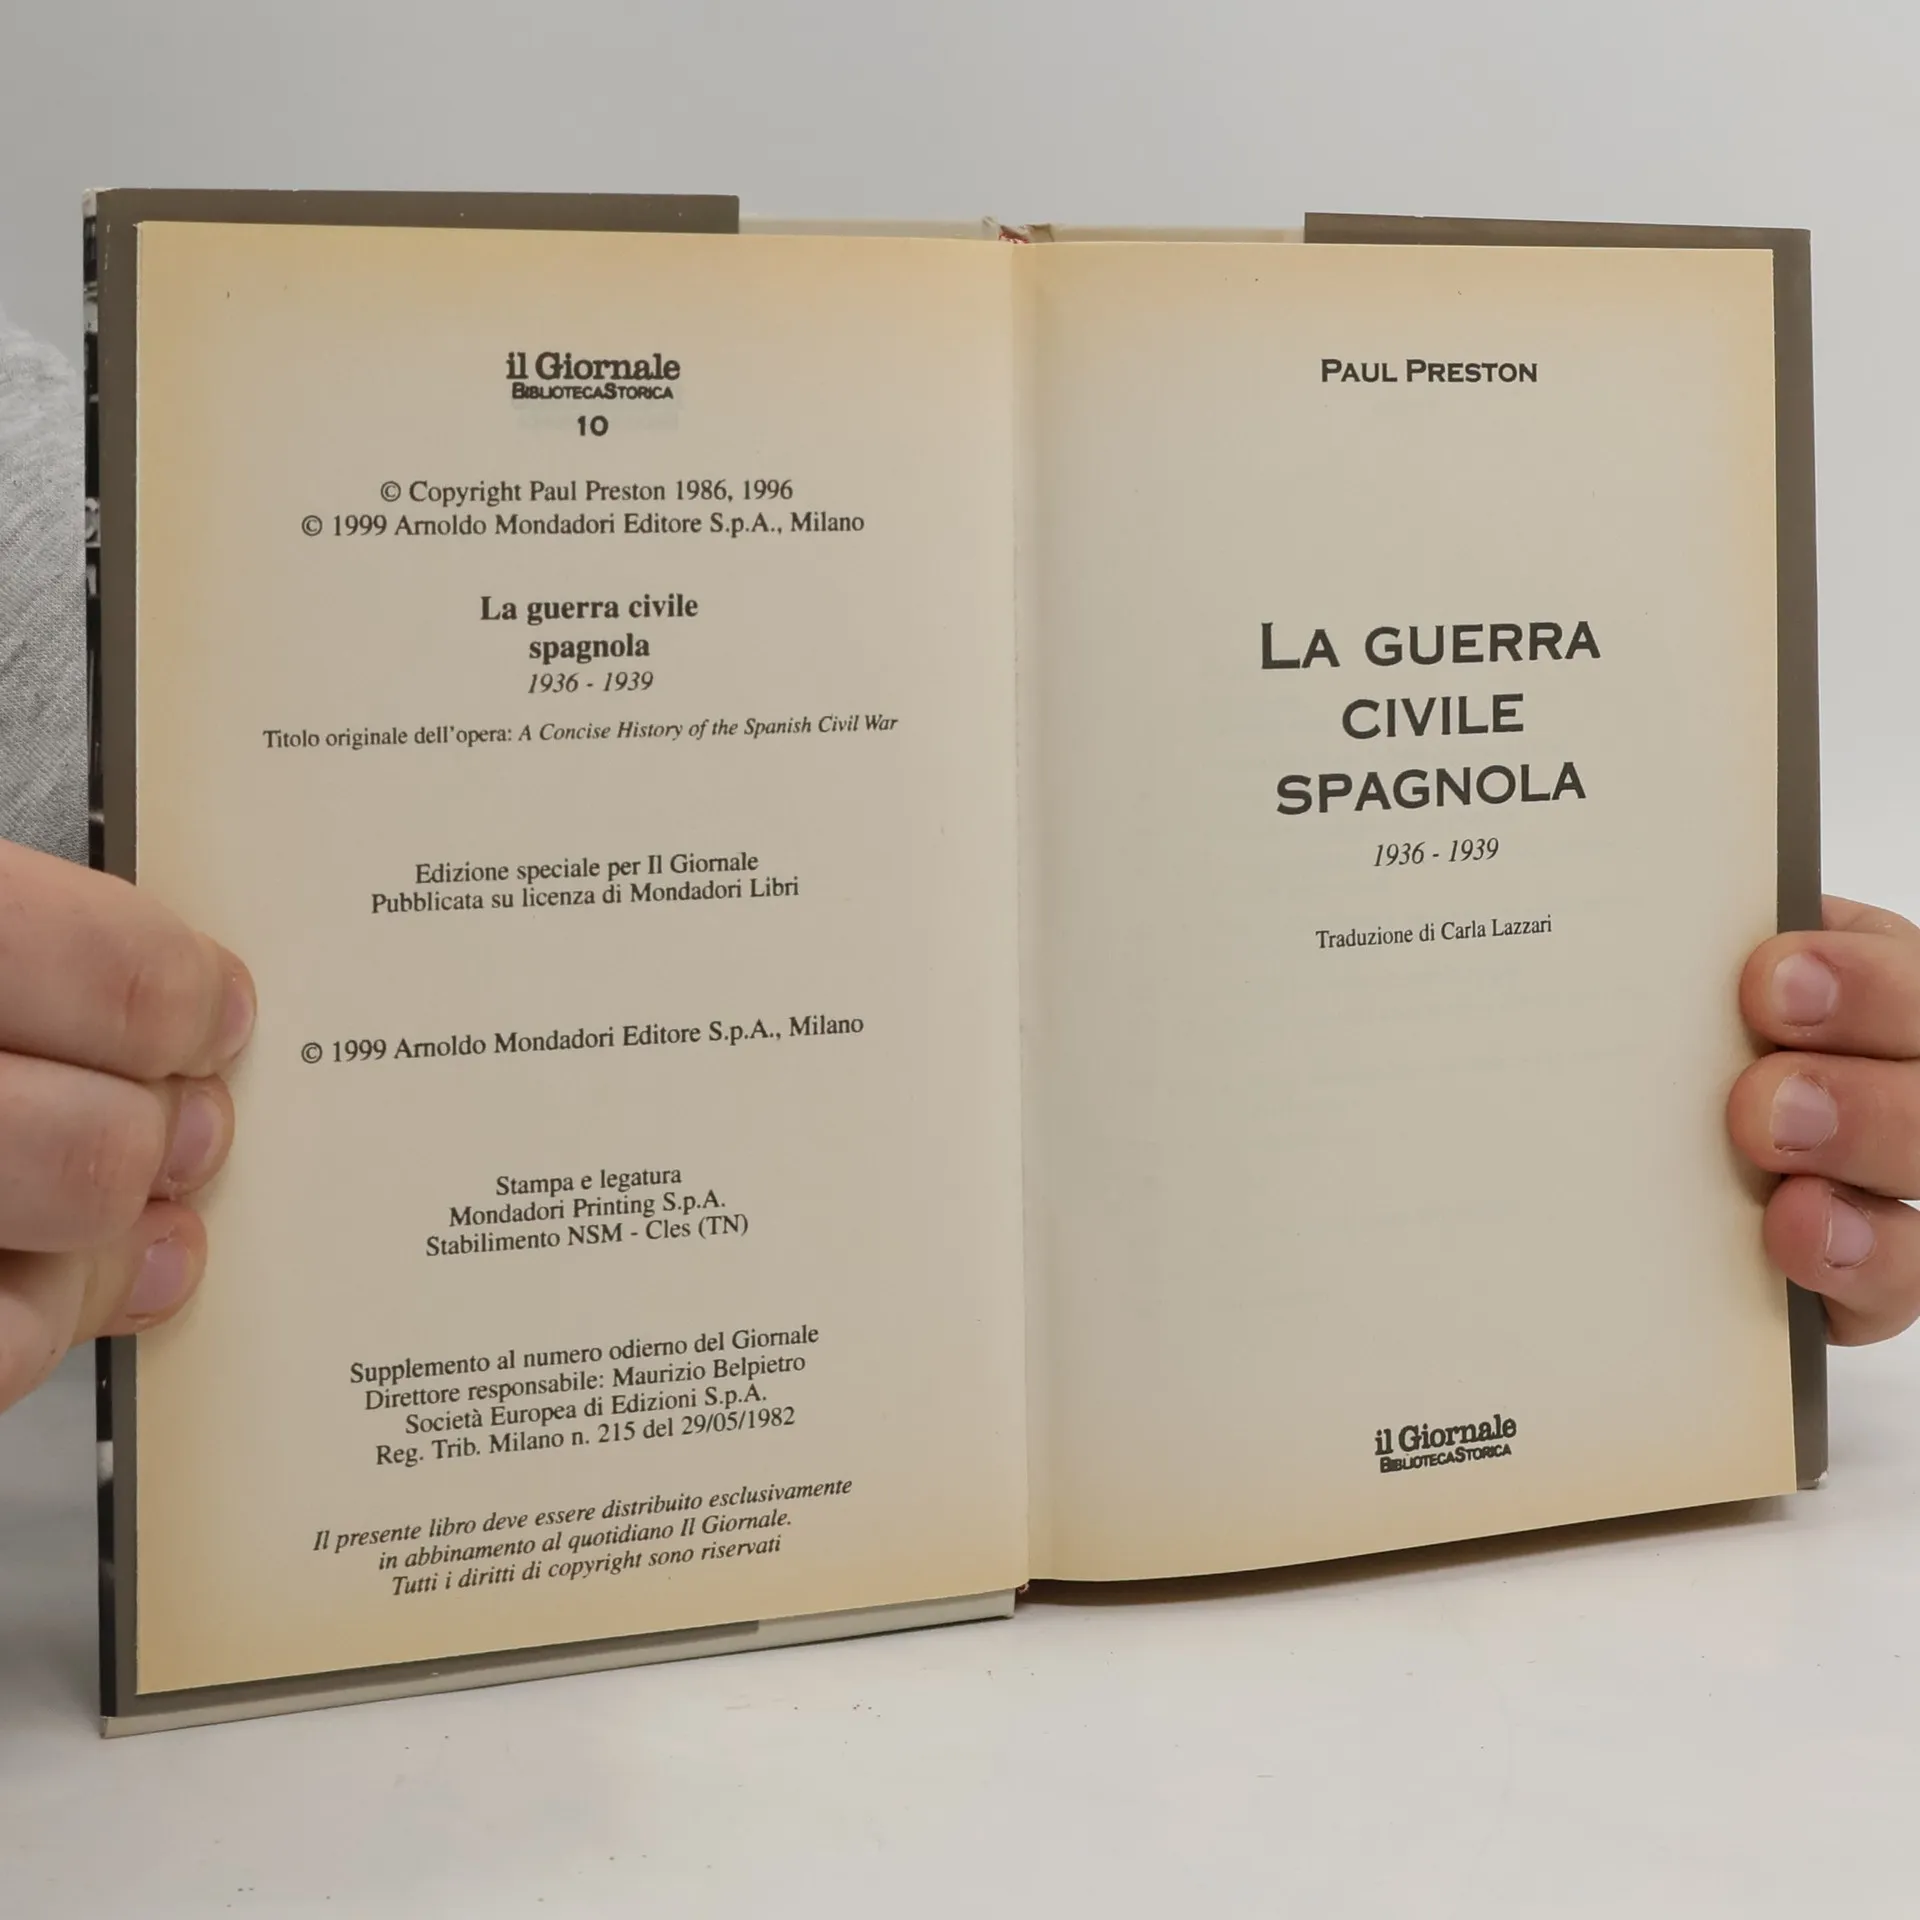 il Giornale
BIBLIOTECASTORICA
10
© Copyright Paul Preston 1986, 1996
© 1999 Arnoldo Mondadori Editore S.p.A., Milano
La guerra civile
spagnola
1936 - 1939
Titolo originale dell'opera: A Concise History of the Spanish Civil War
Edizione speciale per Il Giornale
Pubblicata su licenza di Mondadori Libri
© 1999 Arnoldo Mondadori Editore S.p.A., Milano
Stampa e legatura
Mondadori Printing S.p.A.
Stabilimento NSM - Cles (TN)
Supplemento al numero odierno del Giornale
Direttore responsabile: Maurizio Belpietro
Società Europea di Edizioni S.p.A.
Reg. Trib. Milano n. 215 del 29/05/1982
Il presente libro deve essere distribuito esclusivamente
in abbinamento al quotidiano Il Giornale.
Tutti i diritti di copyright sono riservati
PAUL PRESTON
LA GUERRA
CIVILE
SPAGNOLA
1936 - 1939
Traduzione di Carla Lazzari
il Giornale
BIBLIOTECASTORICA